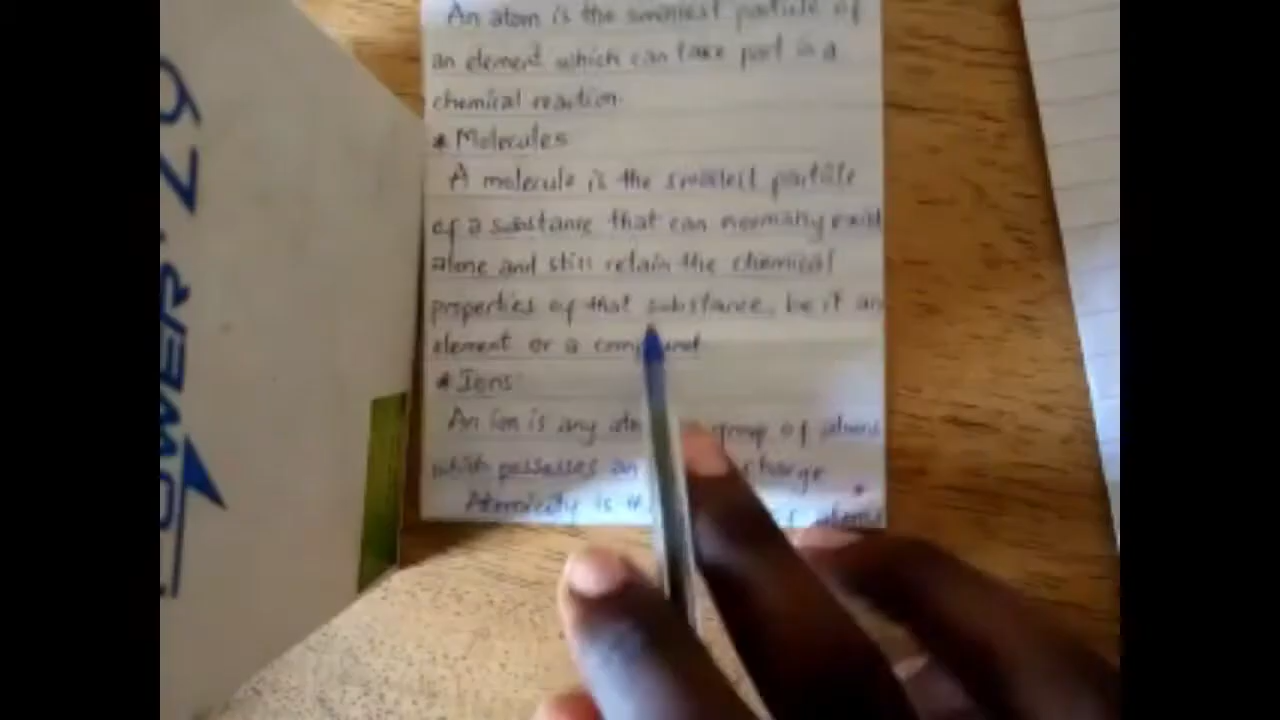 An atom is the smallest particle of
an element which can take part in a
chemical reaction.
* Molecules
A molecule is the smallest particle
of a substance that can normally exist
alone and still retain the chemical
properties of that substance, be it an
element or a compound
* Ions
An ion is any group of atoms
which possesses an charge
Atomicity is of atoms
OWER.